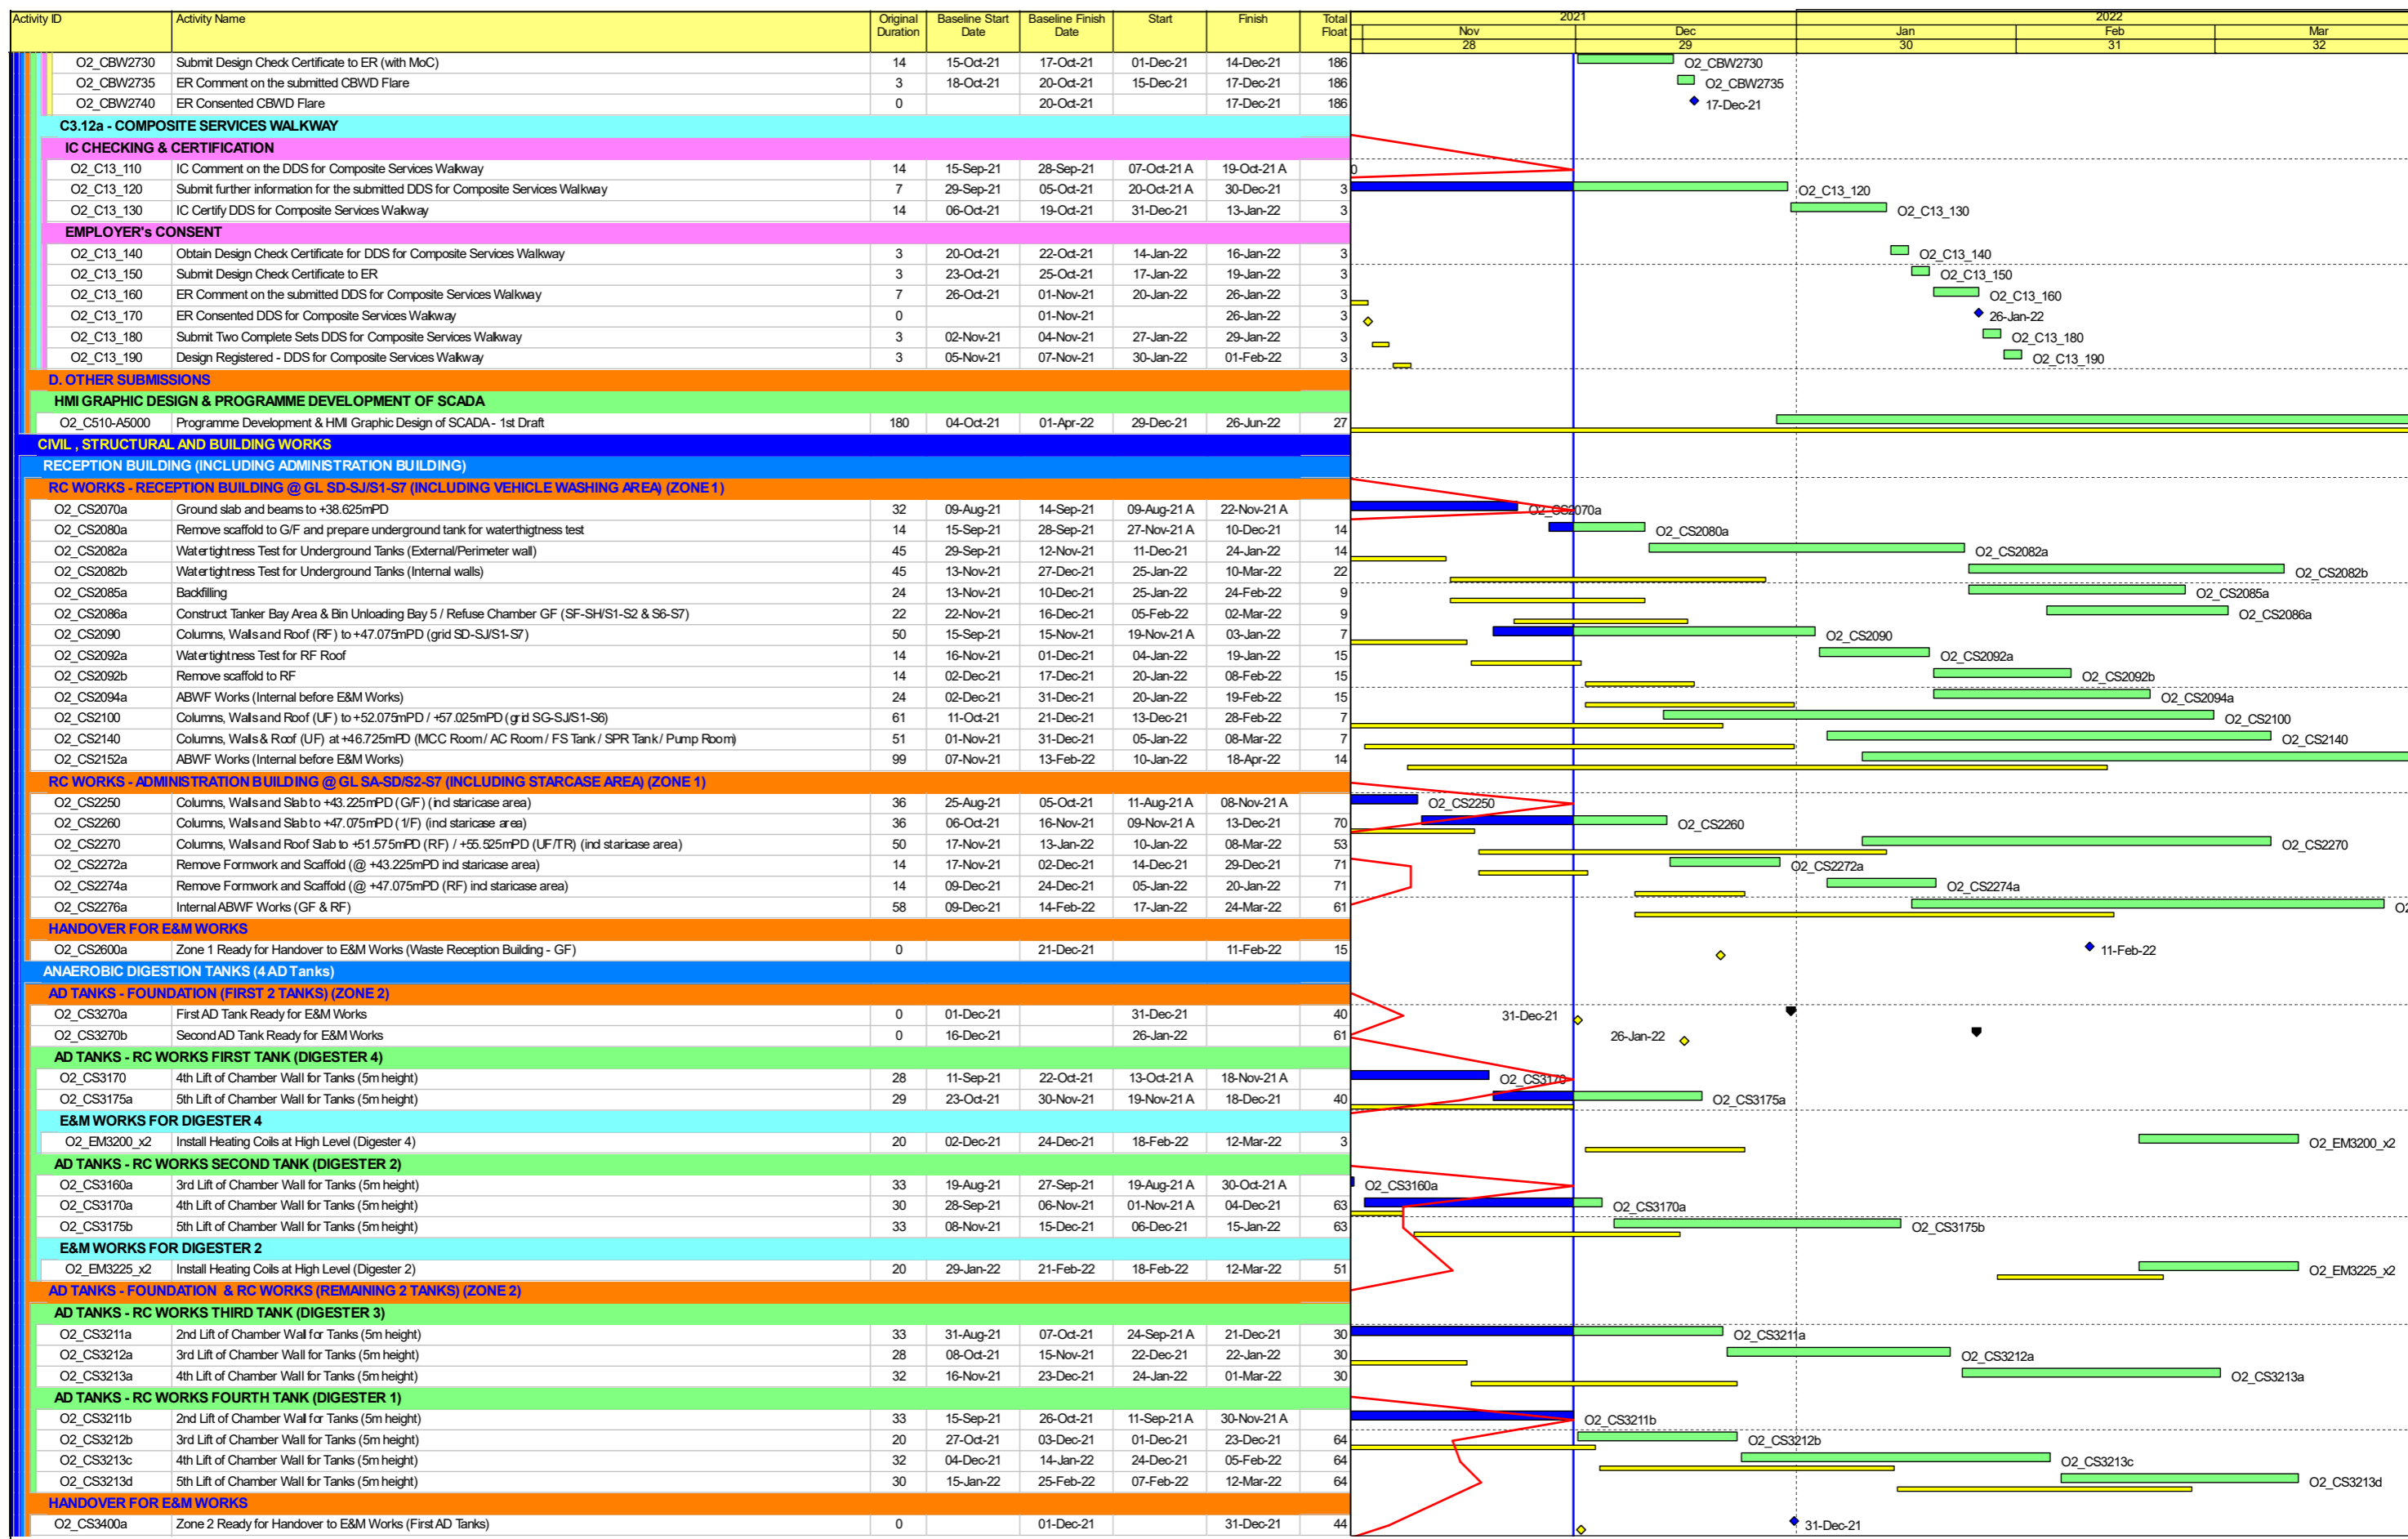 Activity ID Activity Name Original Duration Baseline Start Date Baseline Finish Date Start Finish Total Float 2021 2022
Nov Dec Jan Feb Mar
28 29 30 31 32
O2_CBW2730 Submit Design Check Certificate to ER (with MoC) 14 15-Oct-21 17-Oct-21 01-Dec-21 14-Dec-21 186 O2_CBW2730
O2_CBW2735 ER Comment on the submitted CBWD Flare 3 18-Oct-21 20-Oct-21 15-Dec-21 17-Dec-21 186 O2_CBW2735
O2_CBW2740 ER Consented CBWD Flare 0 20-Oct-21 17-Dec-21 186 17-Dec-21
C3.12a - COMPOSITE SERVICES WALKWAY
IC CHECKING & CERTIFICATION
O2_C13_110 IC Comment on the DDS for Composite Services Walkway 14 15-Sep-21 28-Sep-21 07-Oct-21 A 19-Oct-21 A
O2_C13_120 Submit further information for the submitted DDS for Composite Services Walkway 7 29-Sep-21 05-Oct-21 20-Oct-21 A 30-Dec-21 3 O2_C13_120
O2_C13_130 IC Certify DDS for Composite Services Walkway 14 06-Oct-21 19-Oct-21 31-Dec-21 13-Jan-22 3 O2_C13_130
EMPLOYER's CONSENT
O2_C13_140 Obtain Design Check Certificate for DDS for Composite Services Walkway 3 20-Oct-21 22-Oct-21 14-Jan-22 16-Jan-22 3 O2_C13_140
O2_C13_150 Submit Design Check Certificate to ER 3 23-Oct-21 25-Oct-21 17-Jan-22 19-Jan-22 3 O2_C13_150
O2_C13_160 ER Comment on the submitted DDS for Composite Services Walkway 7 26-Oct-21 01-Nov-21 20-Jan-22 26-Jan-22 3 O2_C13_160
O2_C13_170 ER Consented DDS for Composite Services Walkway 0 01-Nov-21 26-Jan-22 3 26-Jan-22
O2_C13_180 Submit Two Complete Sets DDS for Composite Services Walkway 3 02-Nov-21 04-Nov-21 27-Jan-22 29-Jan-22 3 O2_C13_180
O2_C13_190 Design Registered - DDS for Composite Services Walkway 3 05-Nov-21 07-Nov-21 30-Jan-22 01-Feb-22 3 O2_C13_190
D. OTHER SUBMISSIONS
HMI GRAPHIC DESIGN & PROGRAMME DEVELOPMENT OF SCADA
O2_C510-A5000 Programme Development & HMI Graphic Design of SCADA - 1st Draft 180 04-Oct-21 01-Apr-22 29-Dec-21 26-Jun-22 27
CIVIL , STRUCTURAL AND BUILDING WORKS
RECEPTION BUILDING (INCLUDING ADMINISTRATION BUILDING)
RC WORKS - RECEPTION BUILDING @ GL SD-SJ/S1-S7 (INCLUDING VEHICLE WASHING AREA) (ZONE 1)
O2_CS2070a Ground slab and beams to +38.625mPD 32 09-Aug-21 14-Sep-21 09-Aug-21 A 22-Nov-21 A O2_CS2070a
O2_CS2080a Remove scaffold to G/F and prepare underground tank for waterthigtness test 14 15-Sep-21 28-Sep-21 27-Nov-21 A 10-Dec-21 14 O2_CS2080a
O2_CS2082a Watertightness Test for Underground Tanks (External/Perimeter wall) 45 29-Sep-21 12-Nov-21 11-Dec-21 24-Jan-22 14 O2_CS2082a
O2_CS2082b Watertightness Test for Underground Tanks (Internal walls) 45 13-Nov-21 27-Dec-21 25-Jan-22 10-Mar-22 22 O2_CS2082b
O2_CS2085a Backfilling 24 13-Nov-21 10-Dec-21 25-Jan-22 24-Feb-22 9 O2_CS2085a
O2_CS2086a Construct Tanker Bay Area & Bin Unloading Bay 5 / Refuse Chamber GF (SF-SH/S1-S2 & S6-S7) 22 22-Nov-21 16-Dec-21 05-Feb-22 02-Mar-22 9 O2_CS2086a
O2_CS2090 Columns, Walls and Roof (RF) to +47.075mPD (grid SD-SJ/S1-S7) 50 15-Sep-21 15-Nov-21 19-Nov-21 A 03-Jan-22 7 O2_CS2090
O2_CS2092a Watertightness Test for RF Roof 14 16-Nov-21 01-Dec-21 04-Jan-22 19-Jan-22 15 O2_CS2092a
O2_CS2092b Remove scaffold to RF 14 02-Dec-21 17-Dec-21 20-Jan-22 08-Feb-22 15 O2_CS2092b
O2_CS2094a ABWF Works (Internal before E&M Works) 24 02-Dec-21 31-Dec-21 20-Jan-22 19-Feb-22 15 O2_CS2094a
O2_CS2100 Columns, Walls and Roof (UF) to +52.075mPD / +57.025mPD (grid SG-SJ/S1-S6) 61 11-Oct-21 21-Dec-21 13-Dec-21 28-Feb-22 7 O2_CS2100
O2_CS2140 Columns, Walls & Roof (UF) at +46.725mPD (MCC Room / AC Room / FS Tank / SPR Tank / Pump Room) 51 01-Nov-21 31-Dec-21 05-Jan-22 08-Mar-22 7 O2_CS2140
O2_CS2152a ABWF Works (Internal before E&M Works) 99 07-Nov-21 13-Feb-22 10-Jan-22 18-Apr-22 14
RC WORKS - ADMINISTRATION BUILDING @ GL SA-SD/S2-S7 (INCLUDING STARCASE AREA) (ZONE 1)
O2_CS2250 Columns, Walls and Slab to +43.225mPD (G/F) (incl staricase area) 36 25-Aug-21 05-Oct-21 11-Aug-21 A 08-Nov-21 A O2_CS2250
O2_CS2260 Columns, Walls and Slab to +47.075mPD (1/F) (incl staricase area) 36 06-Oct-21 16-Nov-21 09-Nov-21 A 13-Dec-21 70 O2_CS2260
O2_CS2270 Columns, Walls and Roof Slab to +51.575mPD (RF) / +55.525mPD (UF/TR) (incl staricase area) 50 17-Nov-21 13-Jan-22 10-Jan-22 08-Mar-22 53 O2_CS2270
O2_CS2272a Remove Formwork and Scaffold (@ +43.225mPD incl staricase area) 14 17-Nov-21 02-Dec-21 14-Dec-21 29-Dec-21 71 O2_CS2272a
O2_CS2274a Remove Formwork and Scaffold (@ +47.075mPD (RF) incl staricase area) 14 09-Dec-21 24-Dec-21 05-Jan-22 20-Jan-22 71 O2_CS2274a
O2_CS2276a Internal ABWF Works (GF & RF) 58 09-Dec-21 14-Feb-22 17-Jan-22 24-Mar-22 61
HANDOVER FOR E&M WORKS
O2_CS2600a Zone 1 Ready for Handover to E&M Works (Waste Reception Building - GF) 0 21-Dec-21 11-Feb-22 15 11-Feb-22
ANAEROBIC DIGESTION TANKS (4 AD Tanks)
AD TANKS - FOUNDATION (FIRST 2 TANKS) (ZONE 2)
O2_CS3270a First AD Tank Ready for E&M Works 0 01-Dec-21 31-Dec-21 40 31-Dec-21
O2_CS3270b Second AD Tank Ready for E&M Works 0 16-Dec-21 26-Jan-22 61 26-Jan-22
AD TANKS - RC WORKS FIRST TANK (DIGESTER 4)
O2_CS3170 4th Lift of Chamber Wall for Tanks (5m height) 28 11-Sep-21 22-Oct-21 13-Oct-21 A 18-Nov-21 A O2_CS3170
O2_CS3175a 5th Lift of Chamber Wall for Tanks (5m height) 29 23-Oct-21 30-Nov-21 19-Nov-21 A 18-Dec-21 40 O2_CS3175a
E&M WORKS FOR DIGESTER 4
O2_EM3200_x2 Install Heating Coils at High Level (Digester 4) 20 02-Dec-21 24-Dec-21 18-Feb-22 12-Mar-22 3 O2_EM3200_x2
AD TANKS - RC WORKS SECOND TANK (DIGESTER 2)
O2_CS3160a 3rd Lift of Chamber Wall for Tanks (5m height) 33 19-Aug-21 27-Sep-21 19-Aug-21 A 30-Oct-21 A O2_CS3160a
O2_CS3170a 4th Lift of Chamber Wall for Tanks (5m height) 30 28-Sep-21 06-Nov-21 01-Nov-21 A 04-Dec-21 63 O2_CS3170a
O2_CS3175b 5th Lift of Chamber Wall for Tanks (5m height) 33 08-Nov-21 15-Dec-21 06-Dec-21 15-Jan-22 63 O2_CS3175b
E&M WORKS FOR DIGESTER 2
O2_EM3225_x2 Install Heating Coils at High Level (Digester 2) 20 29-Jan-22 21-Feb-22 18-Feb-22 12-Mar-22 51 O2_EM3225_x2
AD TANKS - FOUNDATION & RC WORKS (REMAINING 2 TANKS) (ZONE 2)
AD TANKS - RC WORKS THIRD TANK (DIGESTER 3)
O2_CS3211a 2nd Lift of Chamber Wall for Tanks (5m height) 33 31-Aug-21 07-Oct-21 24-Sep-21 A 21-Dec-21 30 O2_CS3211a
O2_CS3212a 3rd Lift of Chamber Wall for Tanks (5m height) 28 08-Oct-21 15-Nov-21 22-Dec-21 22-Jan-22 30 O2_CS3212a
O2_CS3213a 4th Lift of Chamber Wall for Tanks (5m height) 32 16-Nov-21 23-Dec-21 24-Jan-22 01-Mar-22 30 O2_CS3213a
AD TANKS - RC WORKS FOURTH TANK (DIGESTER 1)
O2_CS3211b 2nd Lift of Chamber Wall for Tanks (5m height) 33 15-Sep-21 26-Oct-21 11-Sep-21 A 30-Nov-21 A O2_CS3211b
O2_CS3212b 3rd Lift of Chamber Wall for Tanks (5m height) 20 27-Oct-21 03-Dec-21 01-Dec-21 23-Dec-21 64 O2_CS3212b
O2_CS3213c 4th Lift of Chamber Wall for Tanks (5m height) 32 04-Dec-21 14-Jan-22 24-Dec-21 05-Feb-22 64 O2_CS3213c
O2_CS3213d 5th Lift of Chamber Wall for Tanks (5m height) 30 15-Jan-22 25-Feb-22 07-Feb-22 12-Mar-22 64 O2_CS3213d
HANDOVER FOR E&M WORKS
O2_CS3400a Zone 2 Ready for Handover to E&M Works (First AD Tanks) 0 01-Dec-21 31-Dec-21 44 31-Dec-21